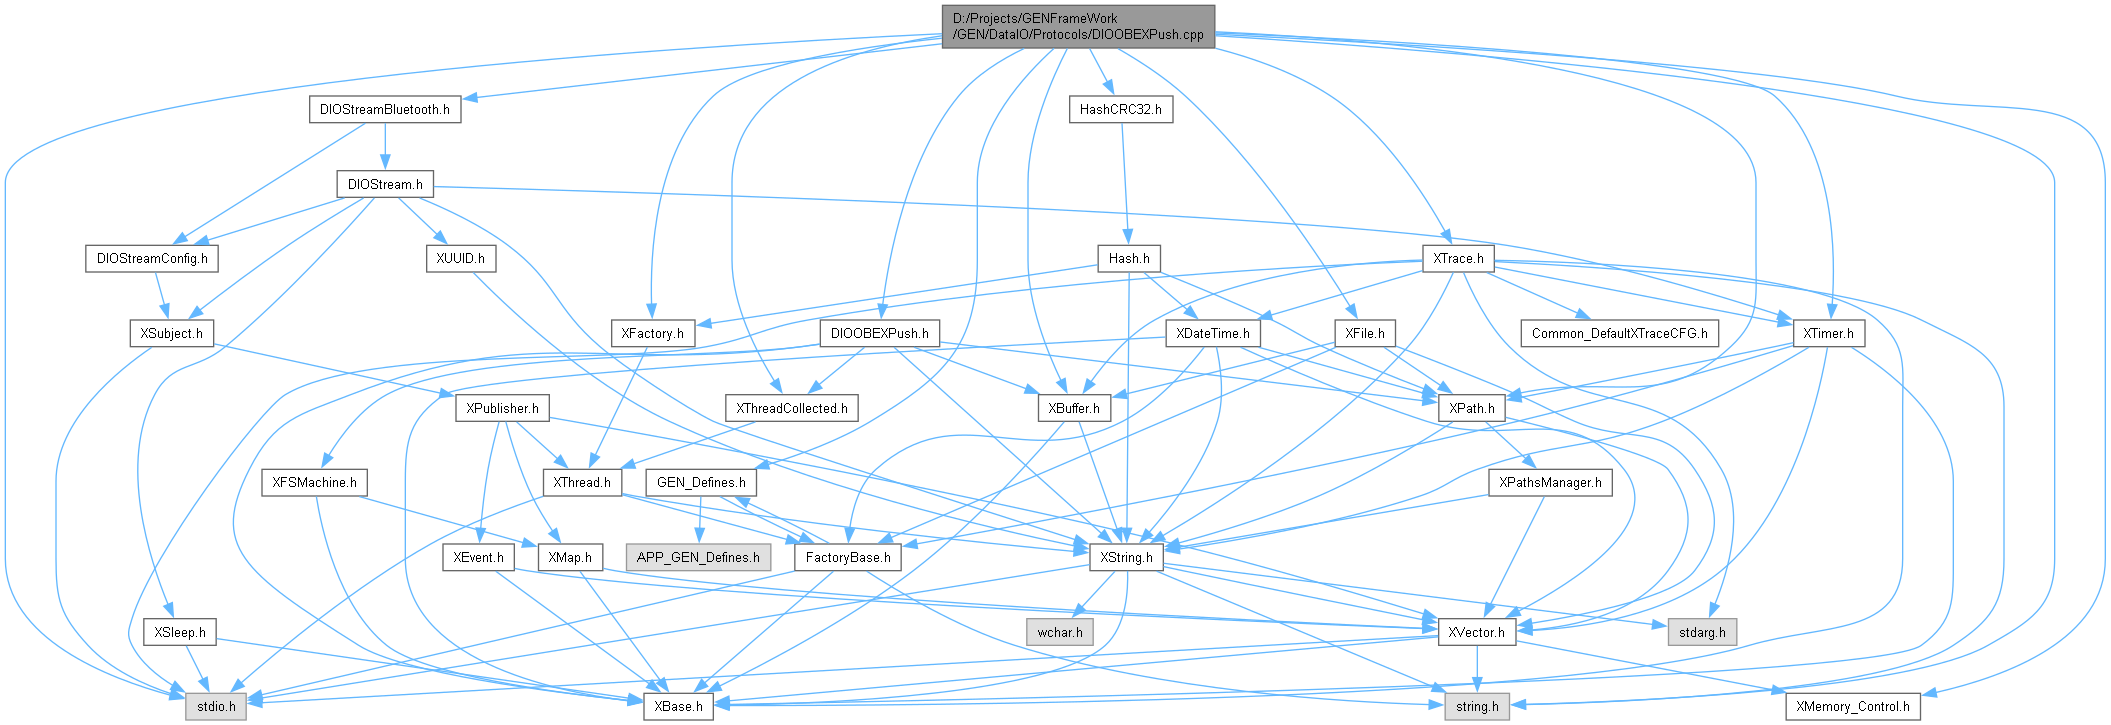 D:/Projects/GENFrameWork
/GEN/DataIO/Protocols/DIOOBEXPush.cpp
DIOStreamBluetooth.h
HashCRC32.h
DIOStream.h
DIOStreamConfig.h
XUUID.h
Hash.h
XTrace.h
XSubject.h
XFactory.h
DIOOBEXPush.h
XDateTime.h
XFile.h
Common_DefaultXTraceCFG.h
XTimer.h
XPublisher.h
XThreadCollected.h
XBuffer.h
XPath.h
XFSMachine.h
XThread.h
GEN_Defines.h
XPathsManager.h
XEvent.h
XMap.h
APP_GEN_Defines.h
FactoryBase.h
XString.h
XSleep.h
wchar.h
XVector.h
stdarg.h
stdio.h
XBase.h
string.h
XMemory_Control.h